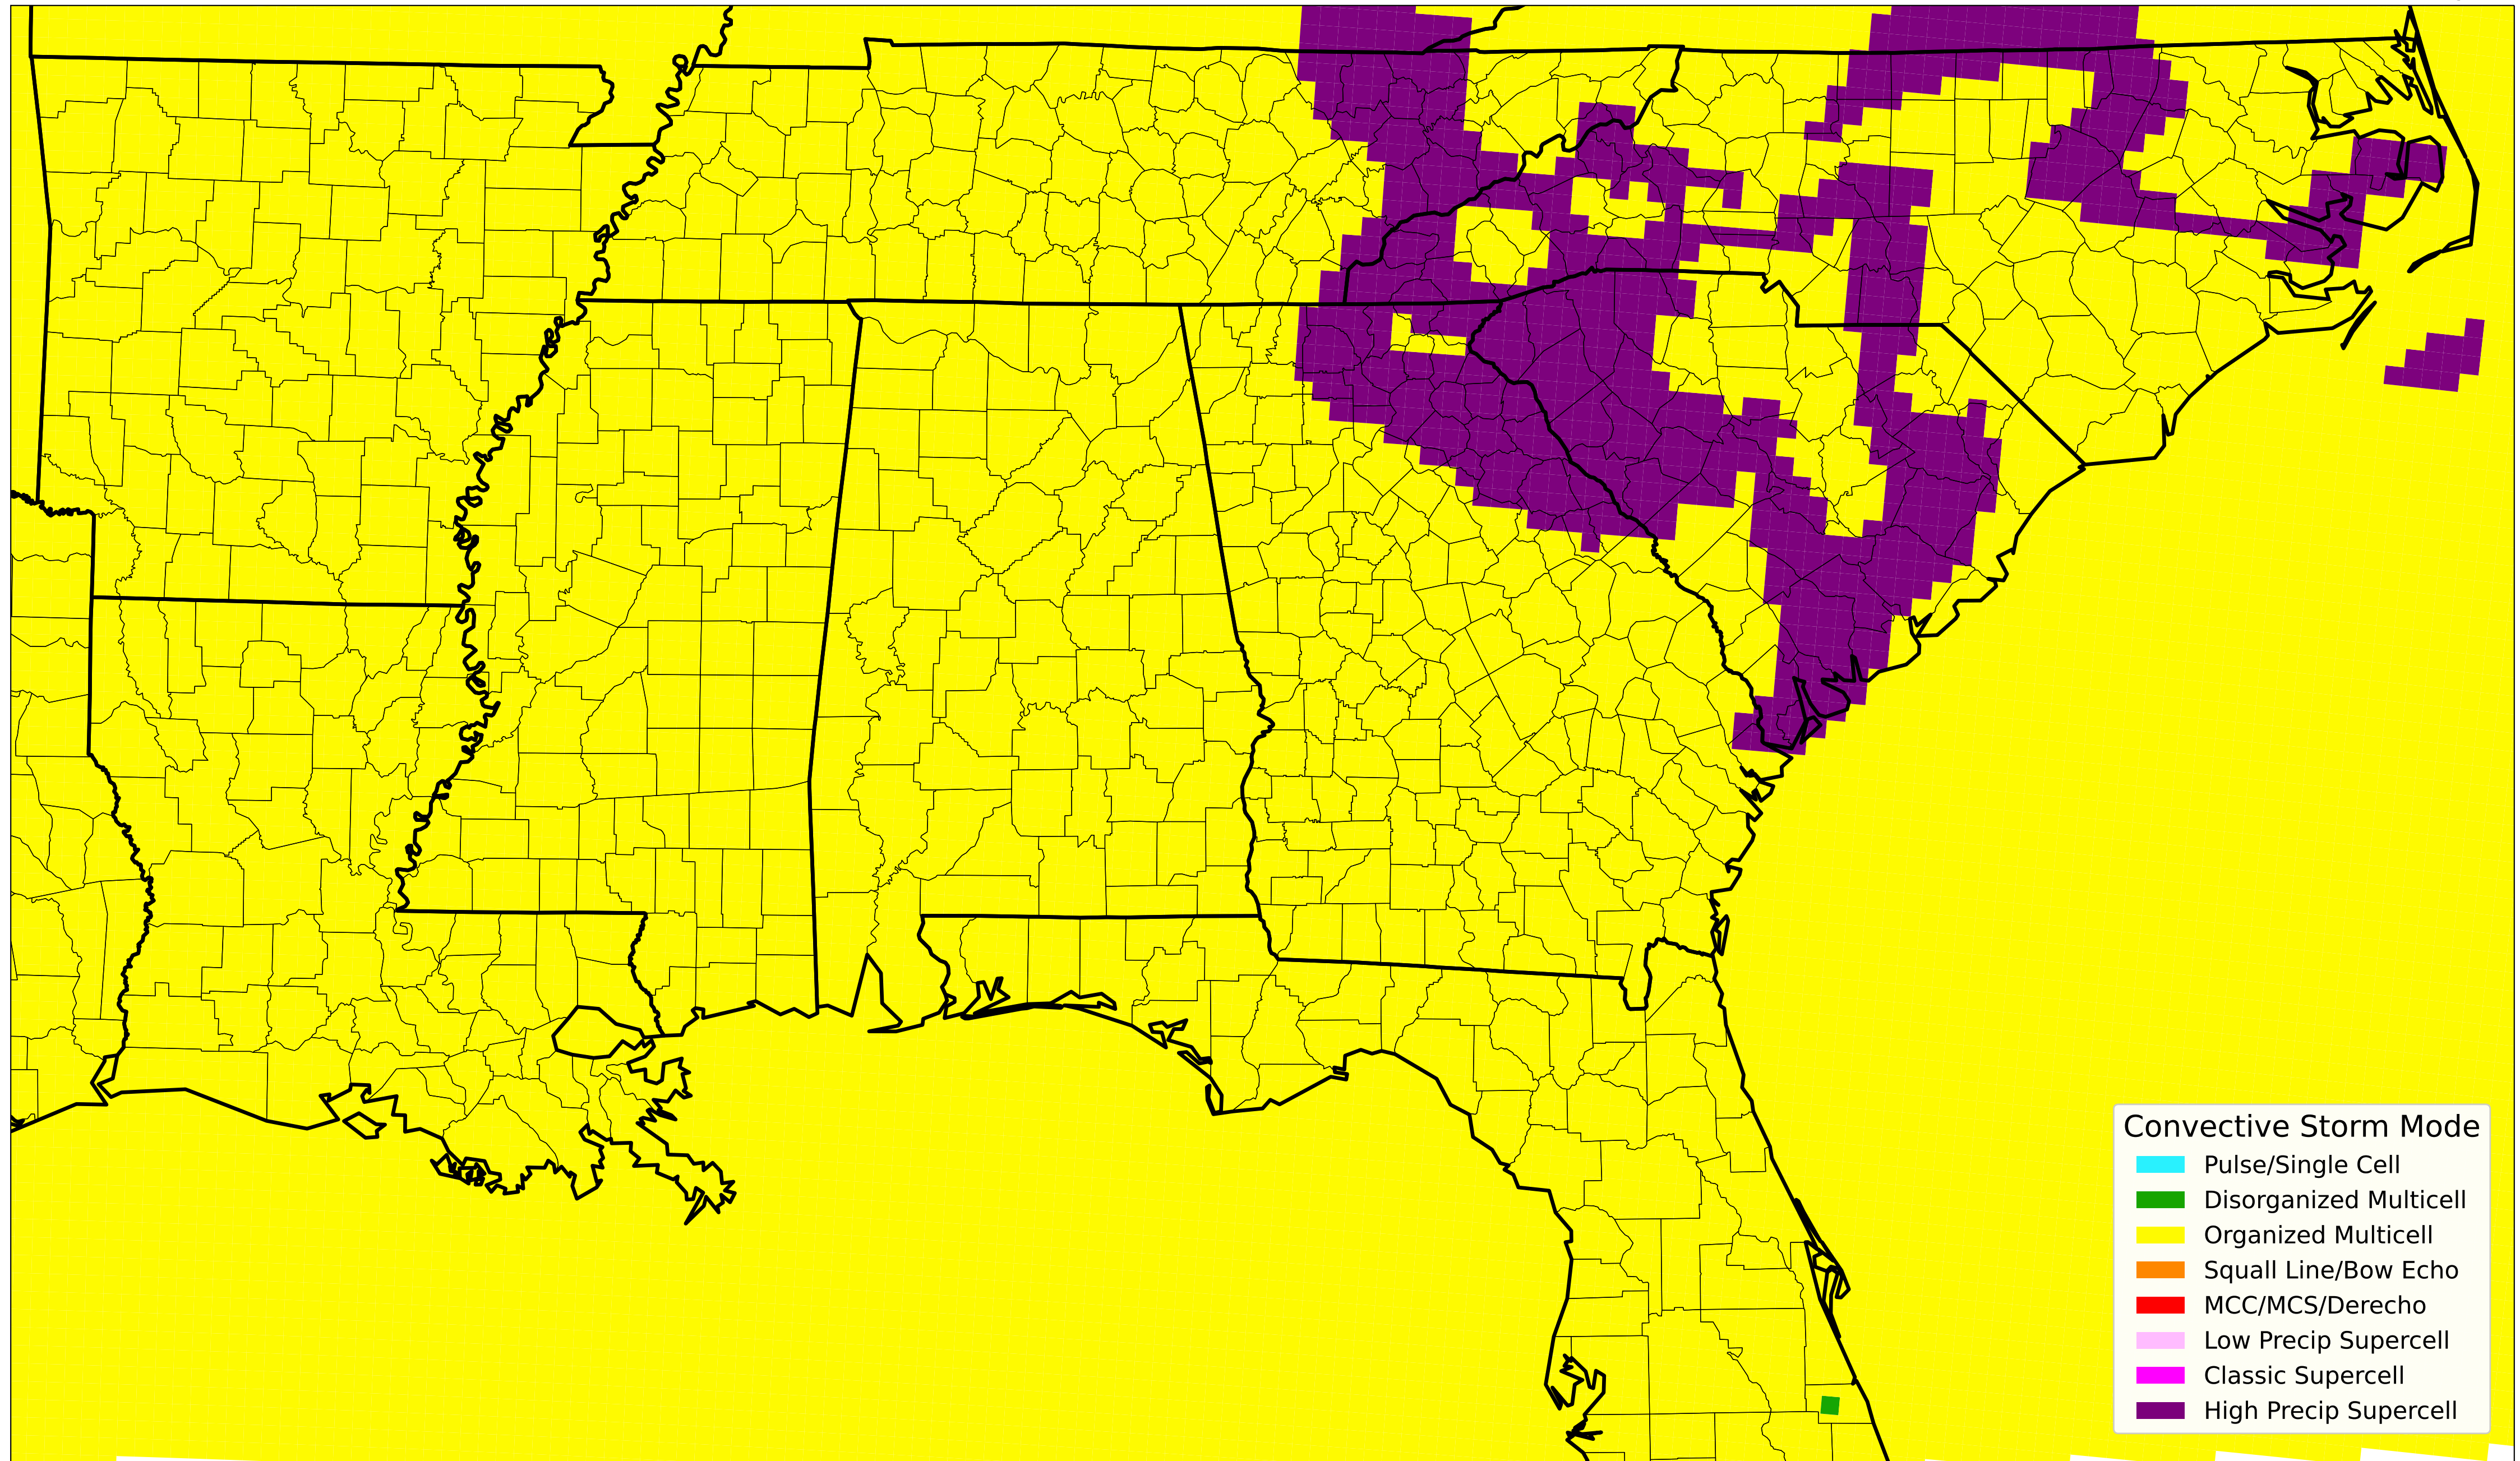 Convective Storm Mode
Pulse/Single Cell
Disorganized Multicell
Organized Multicell
Squall Line/Bow Echo
MCC/MCS/Derecho
Low Precip Supercell
Classic Supercell
High Precip Supercell